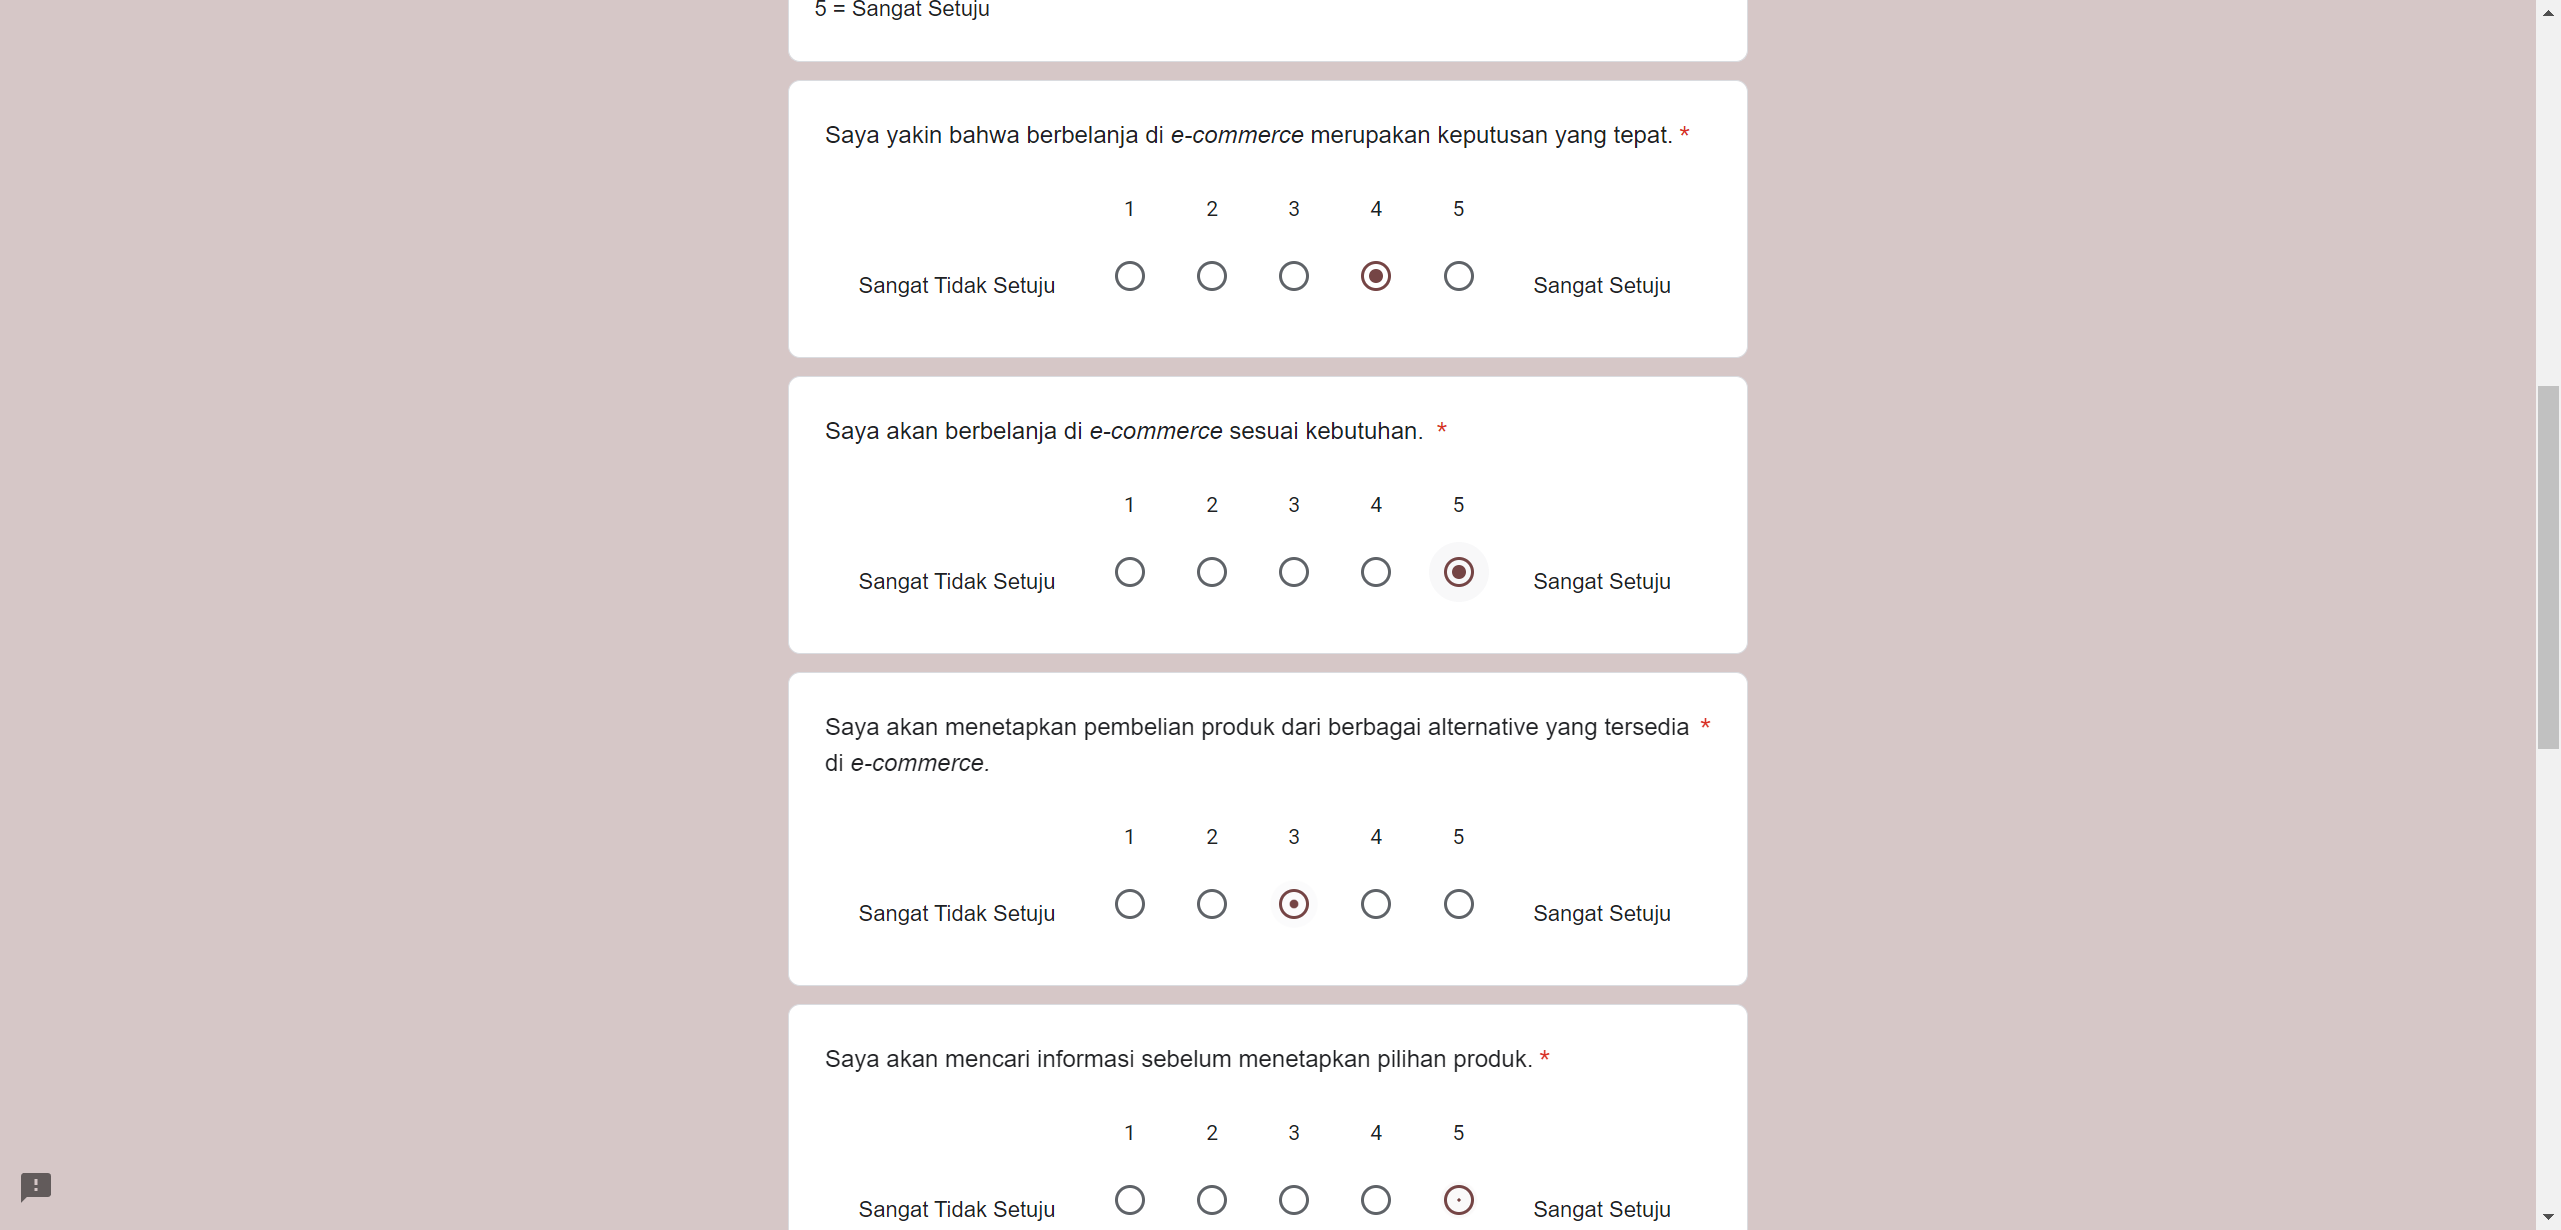 5 = Sangat Setuju
Saya yakin bahwa berbelanja di e-commerce merupakan keputusan yang tepat. *
1 2 3 4 5
Sangat Tidak Setuju Sangat Setuju
Saya akan berbelanja di e-commerce sesuai kebutuhan. *
1 2 3 4 5
Sangat Tidak Setuju Sangat Setuju
Saya akan menetapkan pembelian produk dari berbagai alternative yang tersedia *
di e-commerce.
1 2 3 4 5
Sangat Tidak Setuju Sangat Setuju
Saya akan mencari informasi sebelum menetapkan pilihan produk. *
1 2 3 4 5
Sangat Tidak Setuju Sangat Setuju